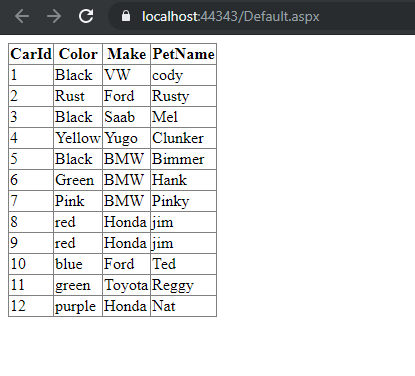 localhost:44343/Default.aspx
CarId Color Make PetName
1 Black VW cody
2 Rust Ford Rusty
3 Black Saab Mel
4 Yellow Yugo Clunker
5 Black BMW Bimmer
6 Green BMW Hank
7 Pink BMW Pinky
8 red Honda jim
9 red Honda jim
10 blue Ford Ted
11 green Toyota Reggy
12 purple Honda Nat